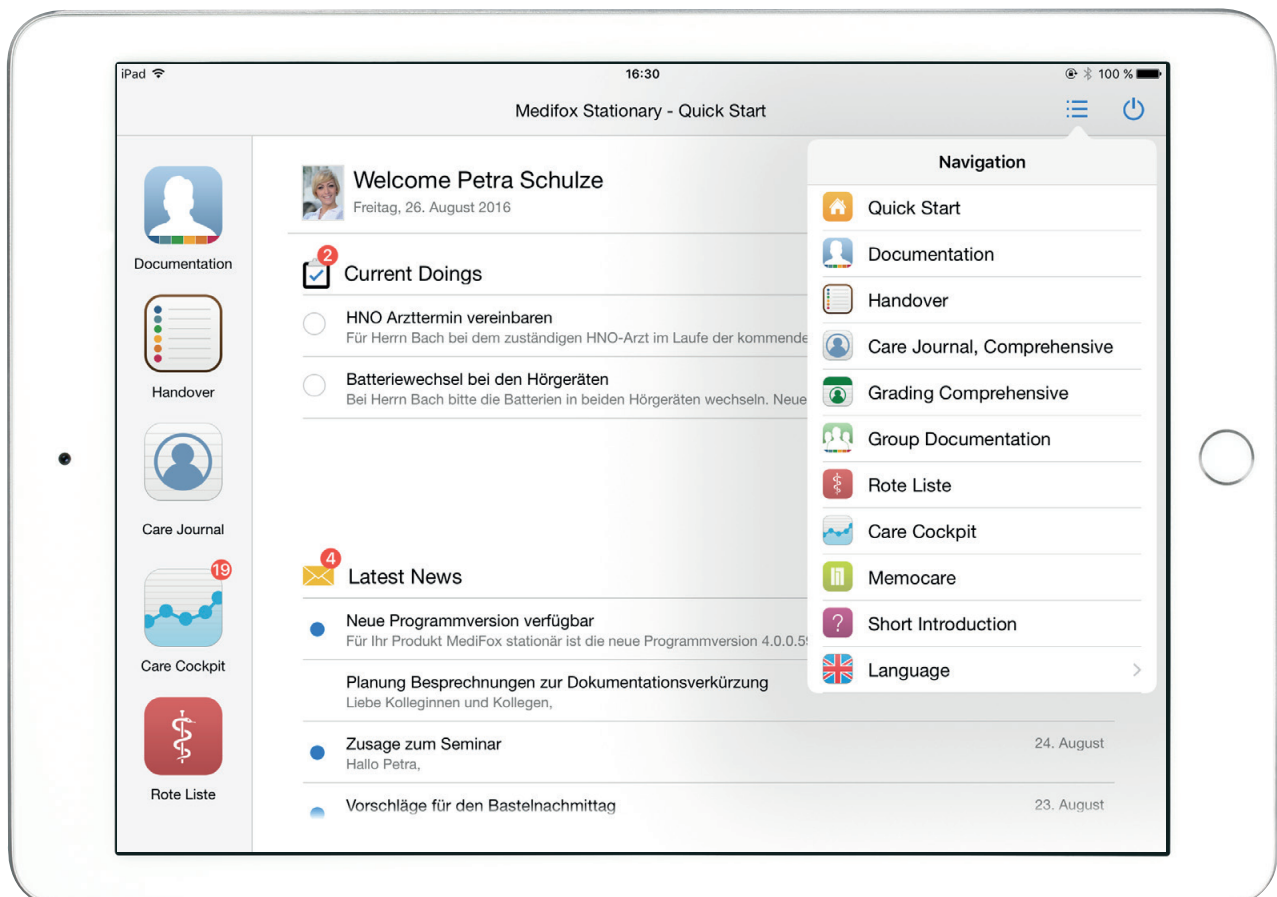 iPad
16:30
100 %
Medifox Stationary - Quick Start
Documentation
Handover
Care Journal
19
Care Cockpit
Rote Liste
Welcome Petra Schulze
Freitag, 26. August 2016
2
Current Doings
HNO Arzttermin vereinbaren
Für Herrn Bach bei dem zuständigen HNO-Arzt im Laufe der kommende
Batteriewechsel bei den Hörgeräten
Bei Herrn Bach bitte die Batterien in beiden Hörgeräten wechseln. Neue
4
Latest News
Neue Programmversion verfügbar
Für Ihr Produkt MediFox stationär ist die neue Programmversion 4.0.0.59
Planung Besprechnungen zur Dokumentationsverkürzung
Liebe Kolleginnen und Kollegen,
Zusage zum Seminar
24. August
Hallo Petra,
Vorschläge für den Bastelnachmittag
23. August
Navigation
Quick Start
Documentation
Handover
Care Journal, Comprehensive
Grading Comprehensive
Group Documentation
Rote Liste
Care Cockpit
Memocare
Short Introduction
Language